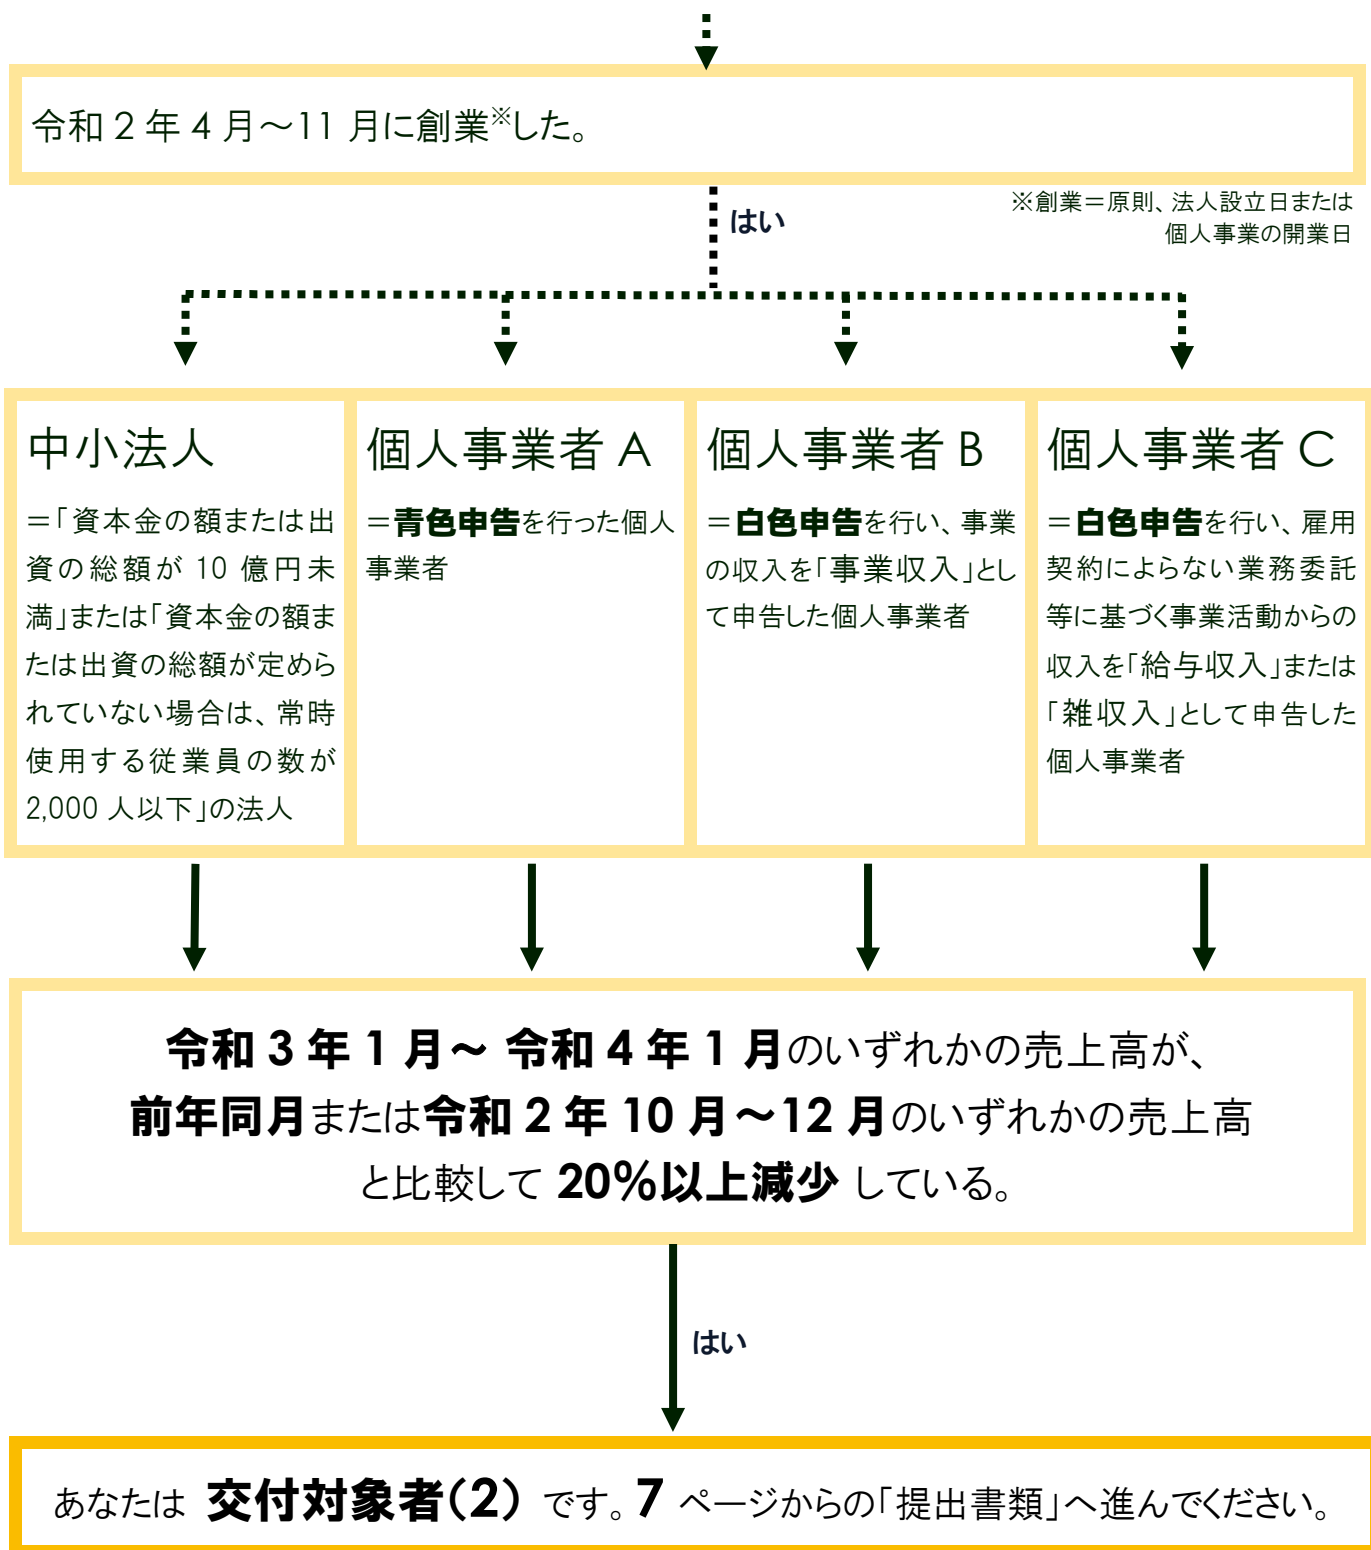 令和2年4月～11月に創業※した。
はい
※創業＝原則、法人設立日または
個人事業の開業日
中小法人
＝「資本金の額または出
資の総額が 10 億円未
満」または「資本金の額ま
たは出資の総額が定めら
れていない場合は、常時
使用する従業員の数が
2,000 人以下」の法人
個人事業者 A
＝青色申告を行った個人
事業者
個人事業者 B
＝白色申告を行い、事業
の収入を「事業収入」とし
て申告した個人事業者
個人事業者 C
＝白色申告を行い、雇用
契約によらない業務委託
等に基づく事業活動からの
収入を「給与収入」または
「雑収入」として申告した
個人事業者
令和3年1月～ 令和4年1月のいずれかの売上高が、
前年同月または令和2年10月～12月のいずれかの売上高
と比較して 20％以上減少 している。
はい
あなたは 交付対象者（2） です。7 ページからの「提出書類」へ進んでください。